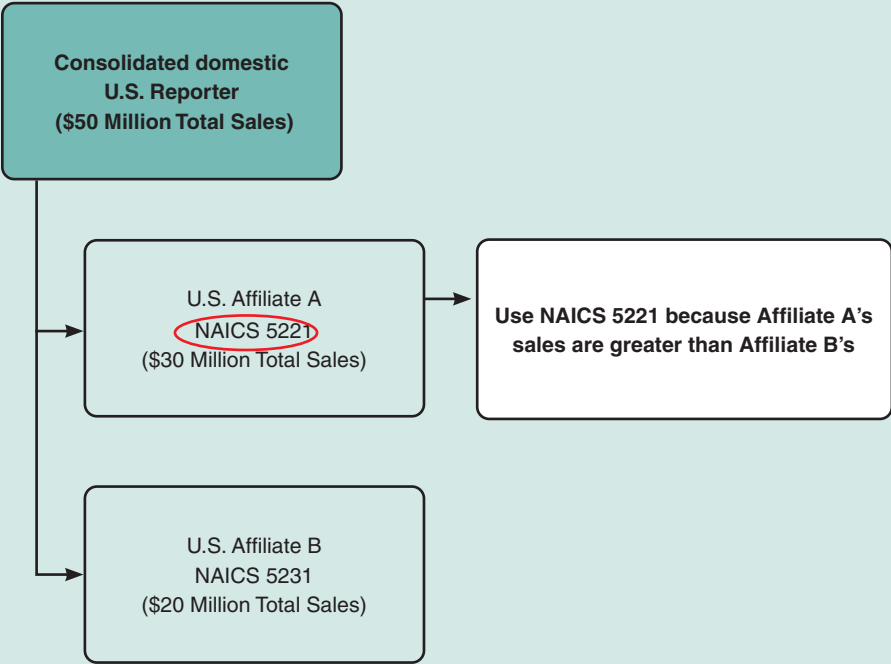 Consolidated domestic
U.S. Reporter
($50 Million Total Sales)
U.S. Affiliate A
NAICS 5221
($30 Million Total Sales)
Use NAICS 5221 because Affiliate A’s
sales are greater than Affiliate B’s
U.S. Affiliate B
NAICS 5231
($20 Million Total Sales)